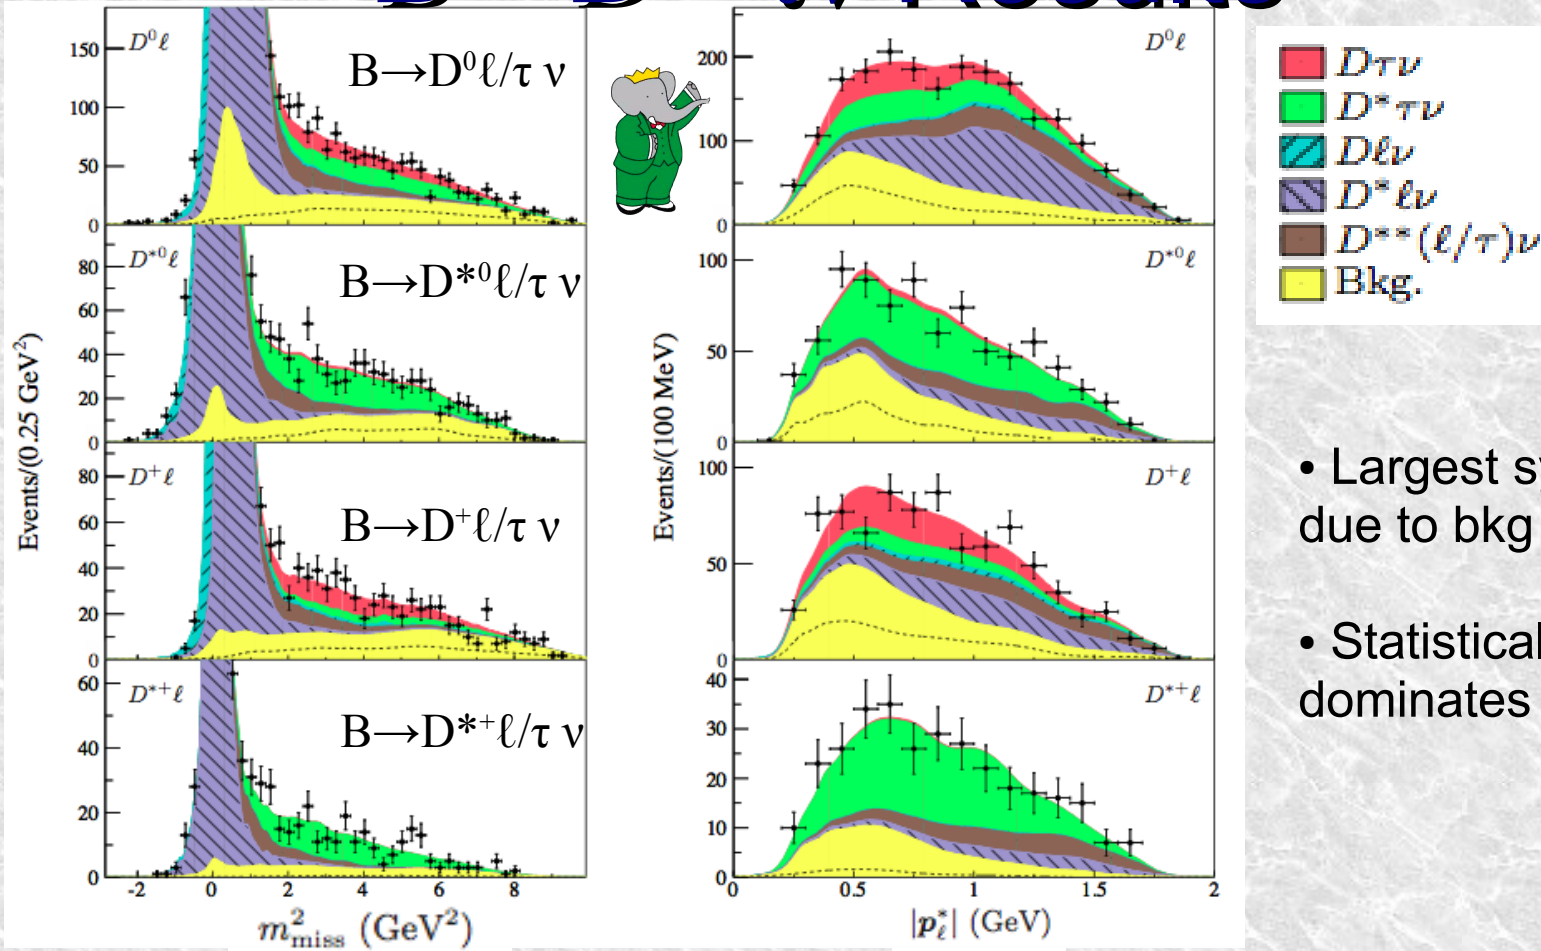 D⁰ℓ
B→D⁰ℓ/τ ν
D*⁰ℓ
B→D*⁰ℓ/τ ν
D⁺ℓ
B→D⁺ℓ/τ ν
D*⁺ℓ
B→D*⁺ℓ/τ ν
150
100
50
0
80
60
40
20
0
80
60
40
20
0
60
40
20
0
-2 0 2 4 6 8
Events/(0.25 GeV²)
m²miss (GeV²)
D⁰ℓ
D*⁰ℓ
D⁺ℓ
D*⁺ℓ
200
100
0
100
50
0
100
50
0
40
30
20
10
0
0 0.5 1 1.5 2
Events/(100 MeV)
|p*ℓ| (GeV)
Dτν
D*τν
Dℓν
D*ℓν
D**(ℓ/τ)ν
Bkg.
• Largest
due to bkg
• Statistical
dominates